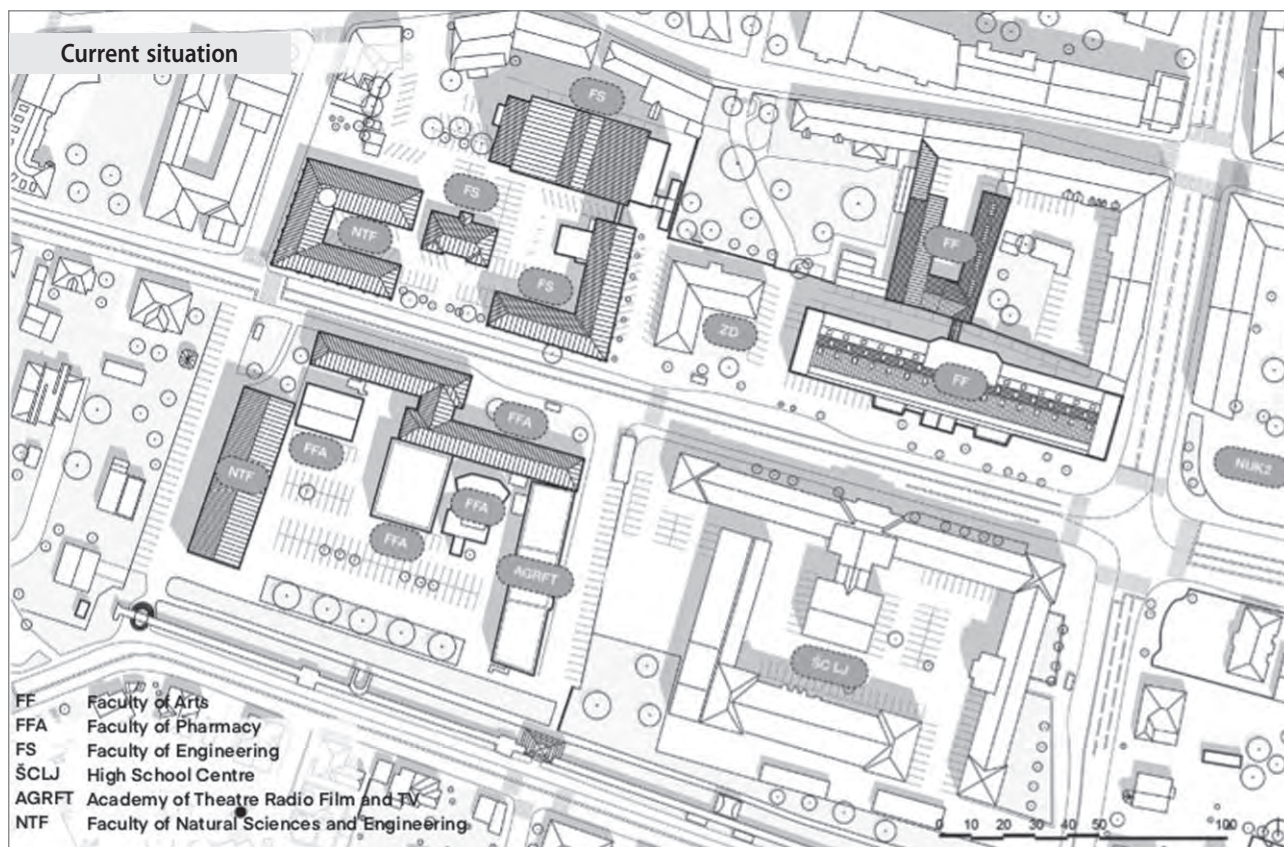 Current situation
FS
FS
NTF
FF
FS
ZD
FF
FFA
FFA
NUK2
NTF
FFA
FFA
AGRFT
ŠCLJ
FF Faculty of Arts
FFA Faculty of Pharmacy
FS Faculty of Engineering
ŠCLJ High School Centre
AGRFT Academy of Theatre Radio Film and TV
NTF Faculty of Natural Sciences and Engineering
0 10 20 30 40 50 100